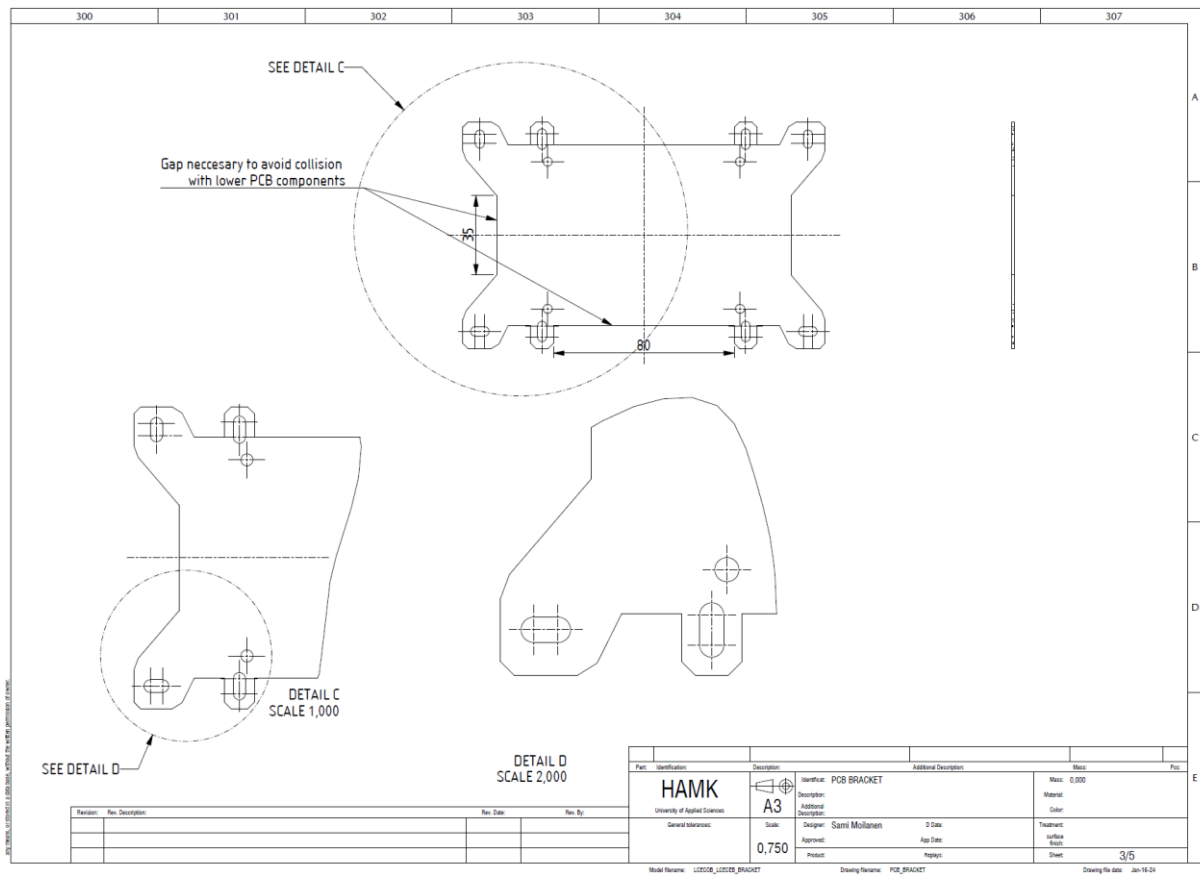 300 301 302 303 304 305 306 307
A
B
C
D
E
SEE DETAIL C
Gap neccesary to avoid collision
with lower PCB components
35
80
DETAIL C
SCALE 1,000
SEE DETAIL D
DETAIL D
SCALE 2,000
Revision: Rev. Description: Rev. Date: Rev. By:
Part: Identification: Description: Additional Description: Mass: Pcs:
HAMK
University of Applied Sciences
General tolerances:
A3
Scale:
0,750
Identificat: PCB BRACKET
Description:
Additional
Description:
Designer: Sami Moilanen D Date:
Approved: App Date:
Product: Replays:
Mass: 0,000
Material:
Color:
Treatment:
surface
finish:
Sheet: 3/5
Model filename: LCEC0B_LCECEB_BRACKET Drawing filename: PCB_BRACKET Drawing file date: Jan-16-24